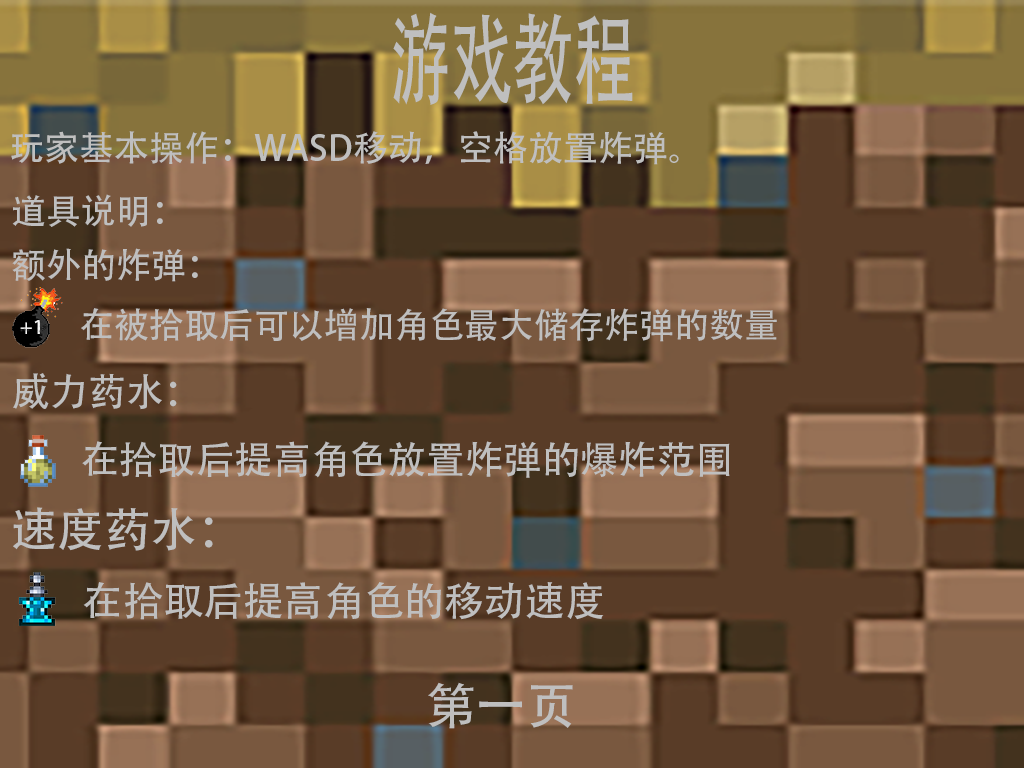 游戏教程
玩家基本操作：WASD移动，空格放置炸弹。
道具说明：
额外的炸弹：
+1
在被拾取后可以增加角色最大储存炸弹的数量
威力药水：
在拾取后提高角色放置炸弹的爆炸范围
速度药水：
在拾取后提高角色的移动速度
第一页